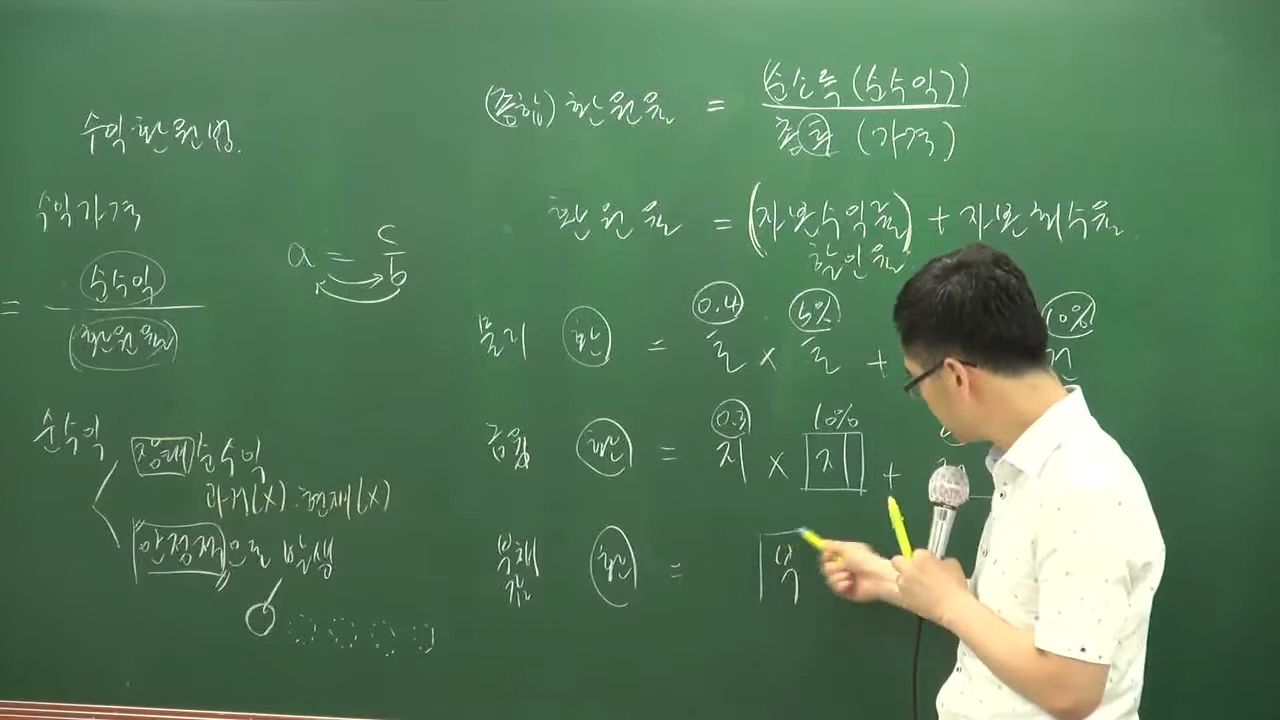 수익환원법.
수익가격
= 순수익 / 환원율
a = c / b
순수익
장래 순수익
과거(X). 현재(X)
안정적으로 발생
(종합) 환원율 = 순소득 (순수익) / 총투 (가격)
환원율 = (자본수익률) + 자본회수율.
할인율
0.4 5% 10%
물리 환 = 토 × 토 + 건
0.3 10%
금융 환 = 지 × 지 +
부채감 환 = 부